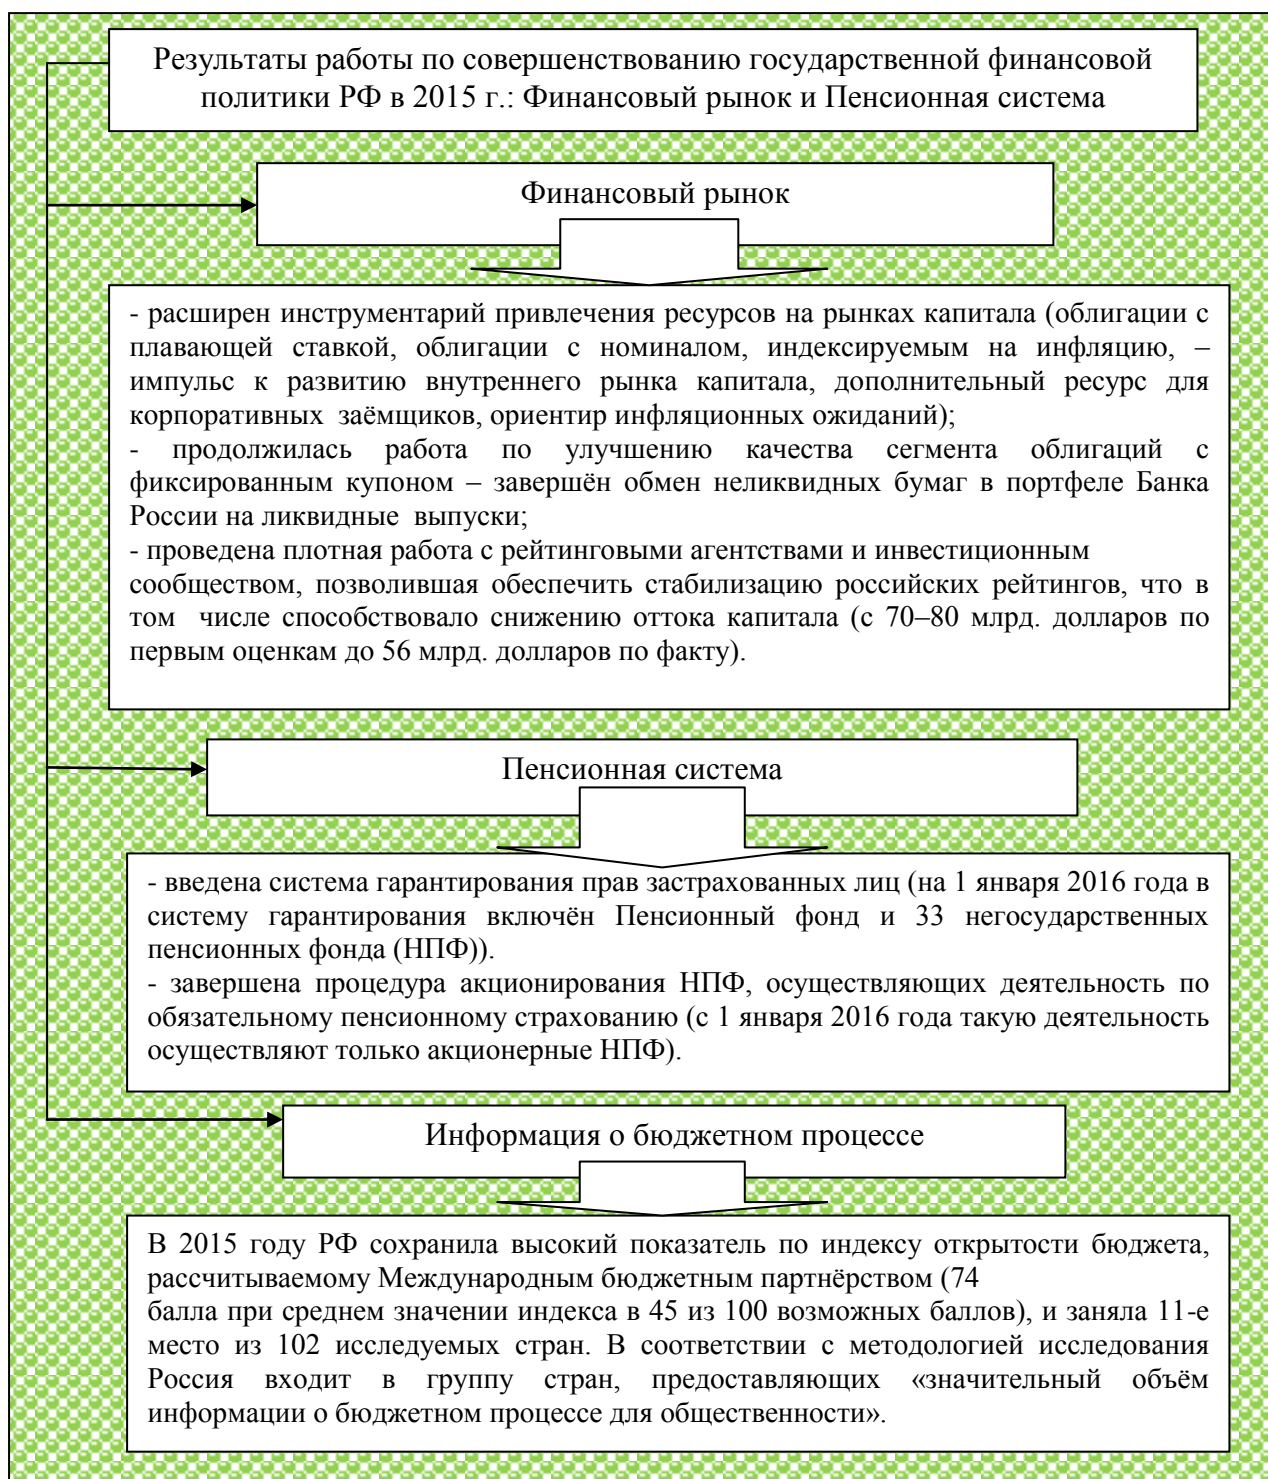 Результаты работы по совершенствованию государственной финансовой
политики РФ в 2015 г.: Финансовый рынок и Пенсионная система
Финансовый рынок
- расширен инструментарий привлечения ресурсов на рынках капитала (облигации с
плавающей ставкой, облигации с номиналом, индексируемым на инфляцию, –
импульс к развитию внутреннего рынка капитала, дополнительный ресурс для
корпоративных заёмщиков, ориентир инфляционных ожиданий);
- продолжилась работа по улучшению качества сегмента облигаций с
фиксированным купоном – завершён обмен неликвидных бумаг в портфеле Банка
России на ликвидные выпуски;
- проведена плотная работа с рейтинговыми агентствами и инвестиционным
сообществом, позволившая обеспечить стабилизацию российских рейтингов, что в
том числе способствовало снижению оттока капитала (с 70–80 млрд. долларов по
первым оценкам до 56 млрд. долларов по факту).
Пенсионная система
- введена система гарантирования прав застрахованных лиц (на 1 января 2016 года в
систему гарантирования включён Пенсионный фонд и 33 негосударственных
пенсионных фонда (НПФ)).
- завершена процедура акционирования НПФ, осуществляющих деятельность по
обязательному пенсионному страхованию (с 1 января 2016 года такую деятельность
осуществляют только акционерные НПФ).
Информация о бюджетном процессе
В 2015 году РФ сохранила высокий показатель по индексу открытости бюджета,
рассчитываемому Международным бюджетным партнёрством (74
балла при среднем значении индекса в 45 из 100 возможных баллов), и заняла 11-е
место из 102 исследуемых стран. В соответствии с методологией исследования
Россия входит в группу стран, предоставляющих «значительный объём
информации о бюджетном процессе для общественности».